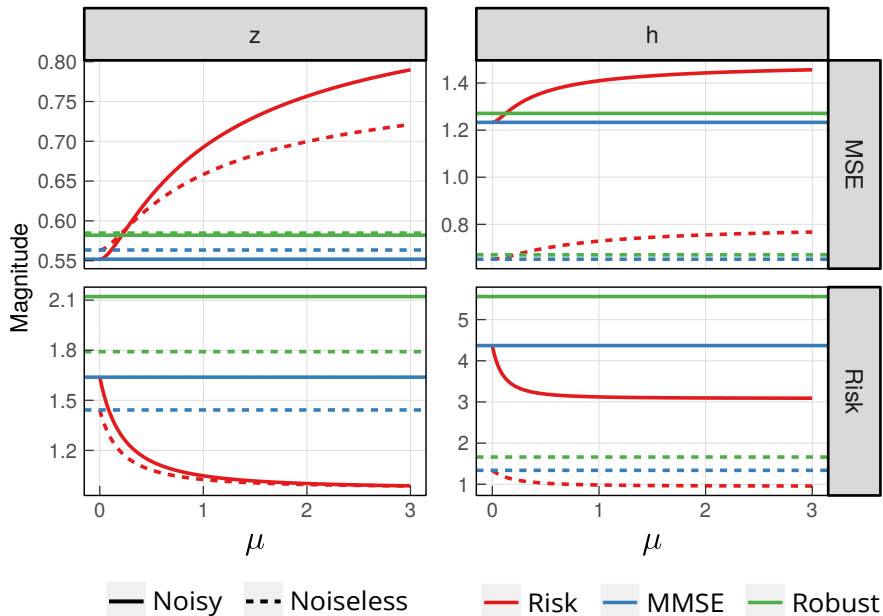 z h
0.80
0.75
0.70
0.65
0.60
0.55
1.4
1.2
1.0
0.8
MSE
Magnitude
2.1
1.8
1.5
1.2
5
4
3
2
1
Risk
0 1 2 3 0 1 2 3
μ μ
Noisy Noiseless Risk MMSE Robust